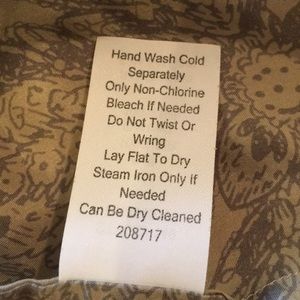 Hand Wash Cold
Separately
Only Non-Chlorine
Bleach If Needed
Do Not Twist Or
Wring
Lay Flat To Dry
Steam Iron Only if
Needed
Can Be Dry Cleaned
208717